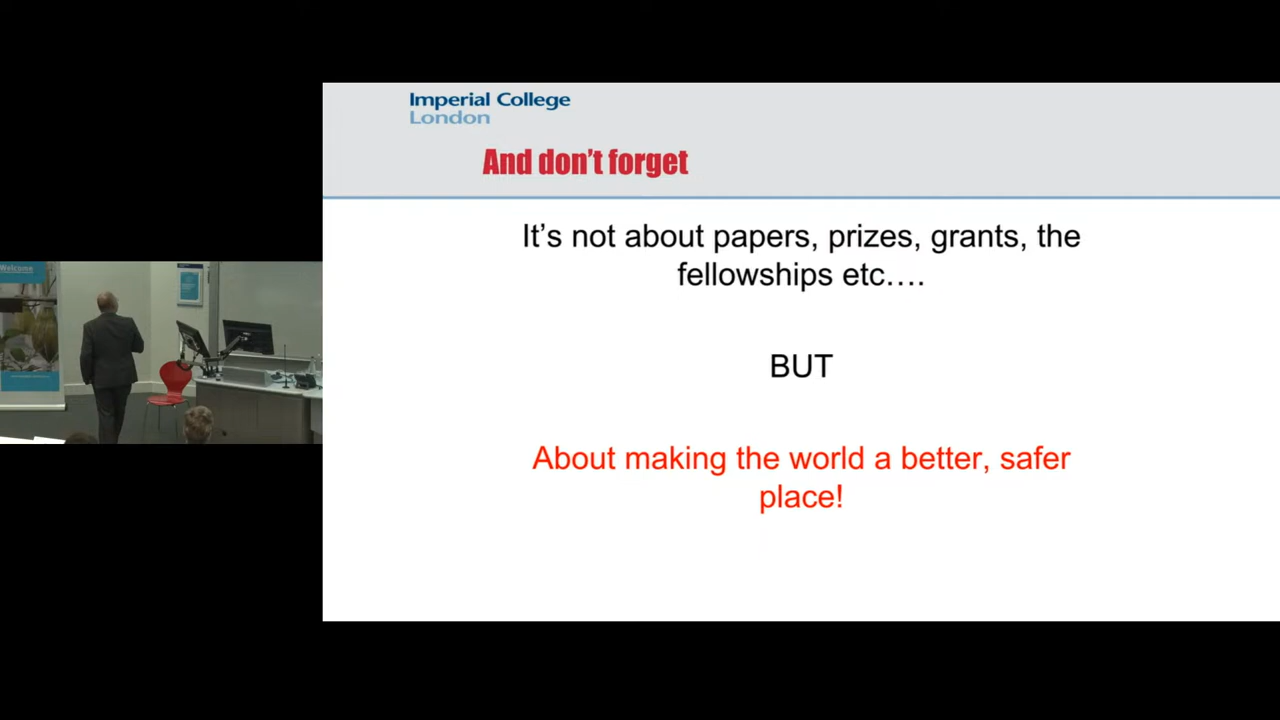 Imperial College
London
And don't forget
It's not about papers, prizes, grants, the
fellowships etc....
BUT
About making the world a better, safer
place!
Welcome